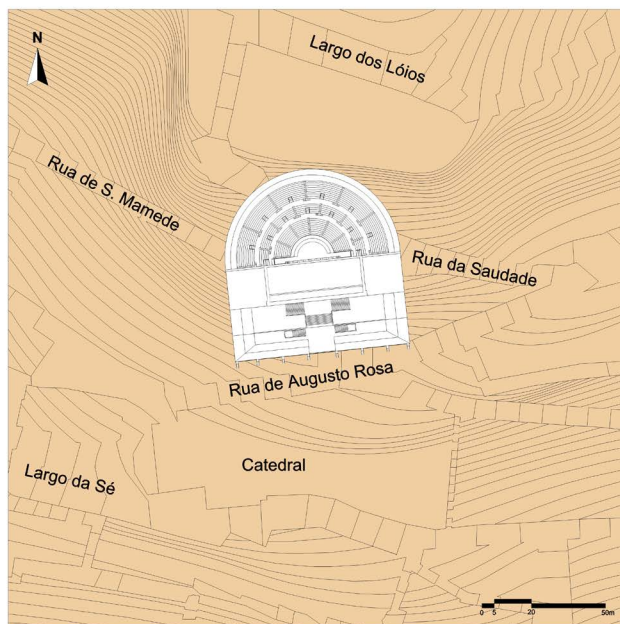 N
Largo dos Lóios
Rua de S. Mamede
Rua da Saudade
Rua de Augusto Rosa
Catedral
Largo da Sé
0 5 20 50m